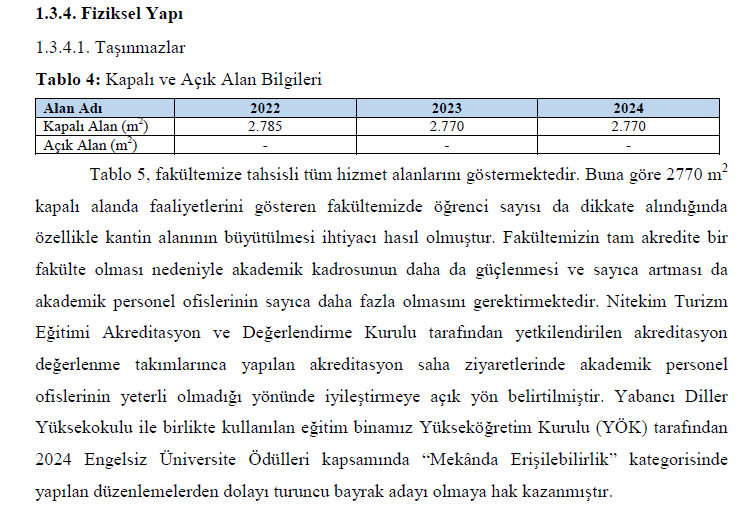 1.3.4. Fiziksel Yapı
1.3.4.1. Taşınmazlar
Tablo 4: Kapalı ve Açık Alan Bilgileri
Alan Adı 2022 2023 2024
Kapalı Alan (m²) 2.785 2.770 2.770
Açık Alan (m²) - - -
Tablo 5, fakültemize tahsisli tüm hizmet alanlarını göstermektedir. Buna göre 2770 m²
kapalı alanda faaliyetlerini gösteren fakültemizde öğrenci sayısı da dikkate alındığında
özellikle kantin alanının büyütülmesi ihtiyacı hasıl olmuştur. Fakültemizin tam akredite bir
fakülte olması nedeniyle akademik kadrosunun daha da güçlenmesi ve sayıca artması da
akademik personel ofislerinin sayıca daha fazla olmasını gerektirmektedir. Nitekim Turizm
Eğitimi Akreditasyon ve Değerlendirme Kurulu tarafından yetkilendirilen akreditasyon
değerlenme takımlarınca yapılan akreditasyon saha ziyaretlerinde akademik personel
ofislerinin yeterli olmadığı yönünde iyileştirmeye açık yön belirtilmiştir. Yabancı Diller
Yüksekokulu ile birlikte kullanılan eğitim binamız Yükseköğretim Kurulu (YÖK) tarafından
2024 Engelsiz Üniversite Ödülleri kapsamında “Mekânda Erişilebilirlik” kategorisinde
yapılan düzenlemelerden dolayı turuncu bayrak adayı olmaya hak kazanmıştır.